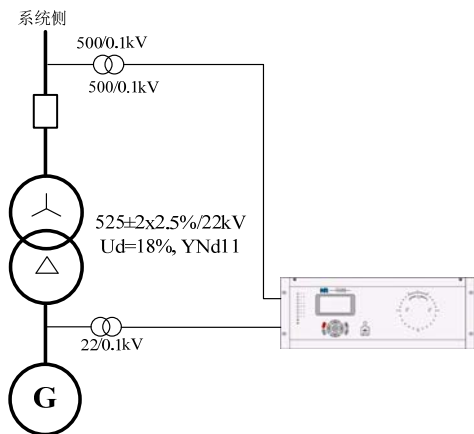 系统侧
500/0.1kV
500/0.1kV
525±2x2.5%/22kV
Ud=18%, YNd11
22/0.1kV
G